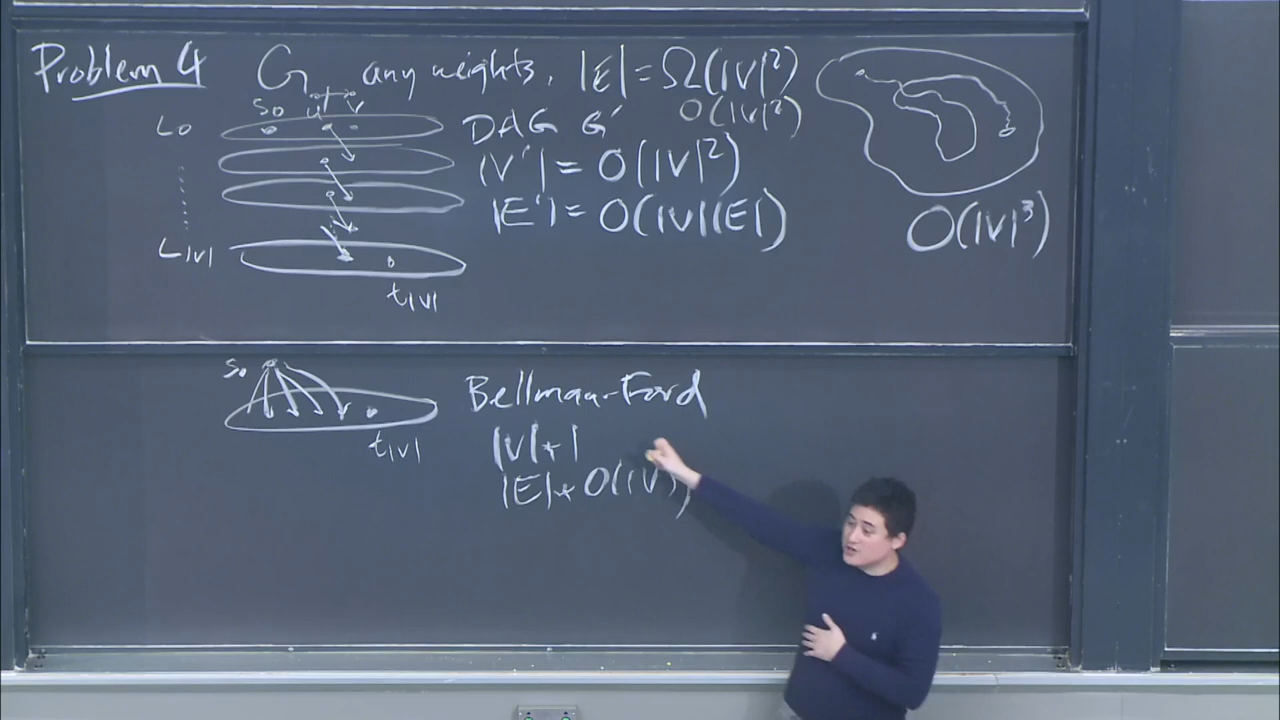 Problem 4 G any weights, |E| = Ω(|V|²)
O(|V|²)
S₀ u v
L₀
DAG G'
|V'| = O(|V|²)
|E'| = O(|V||E|)
O(|V|³)
L|V|
t|V|
S₀
t|V|
Bellman-Ford
|V|+1
|E|+O(|V|)